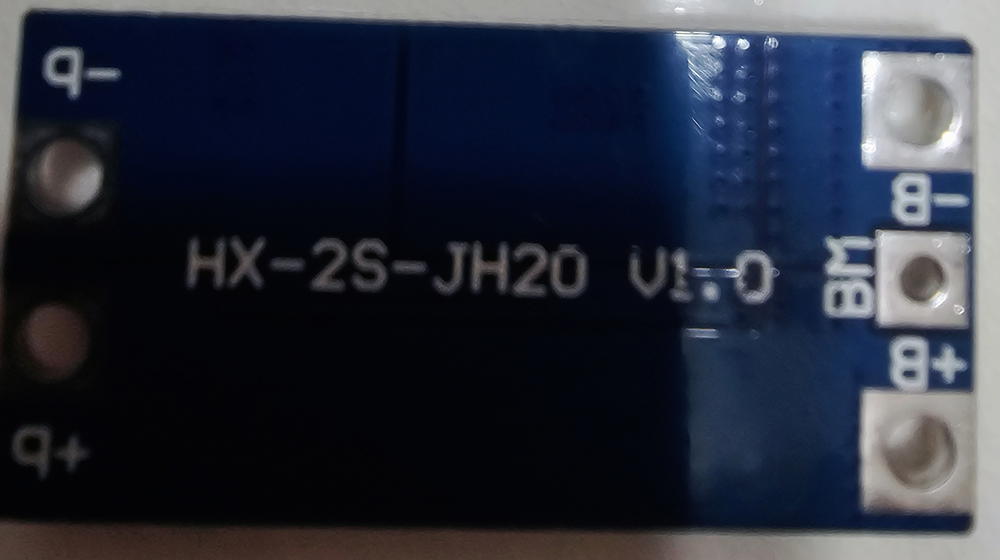 P-
B-
HX-2S-JH20 V1.0
BM
B+
P+